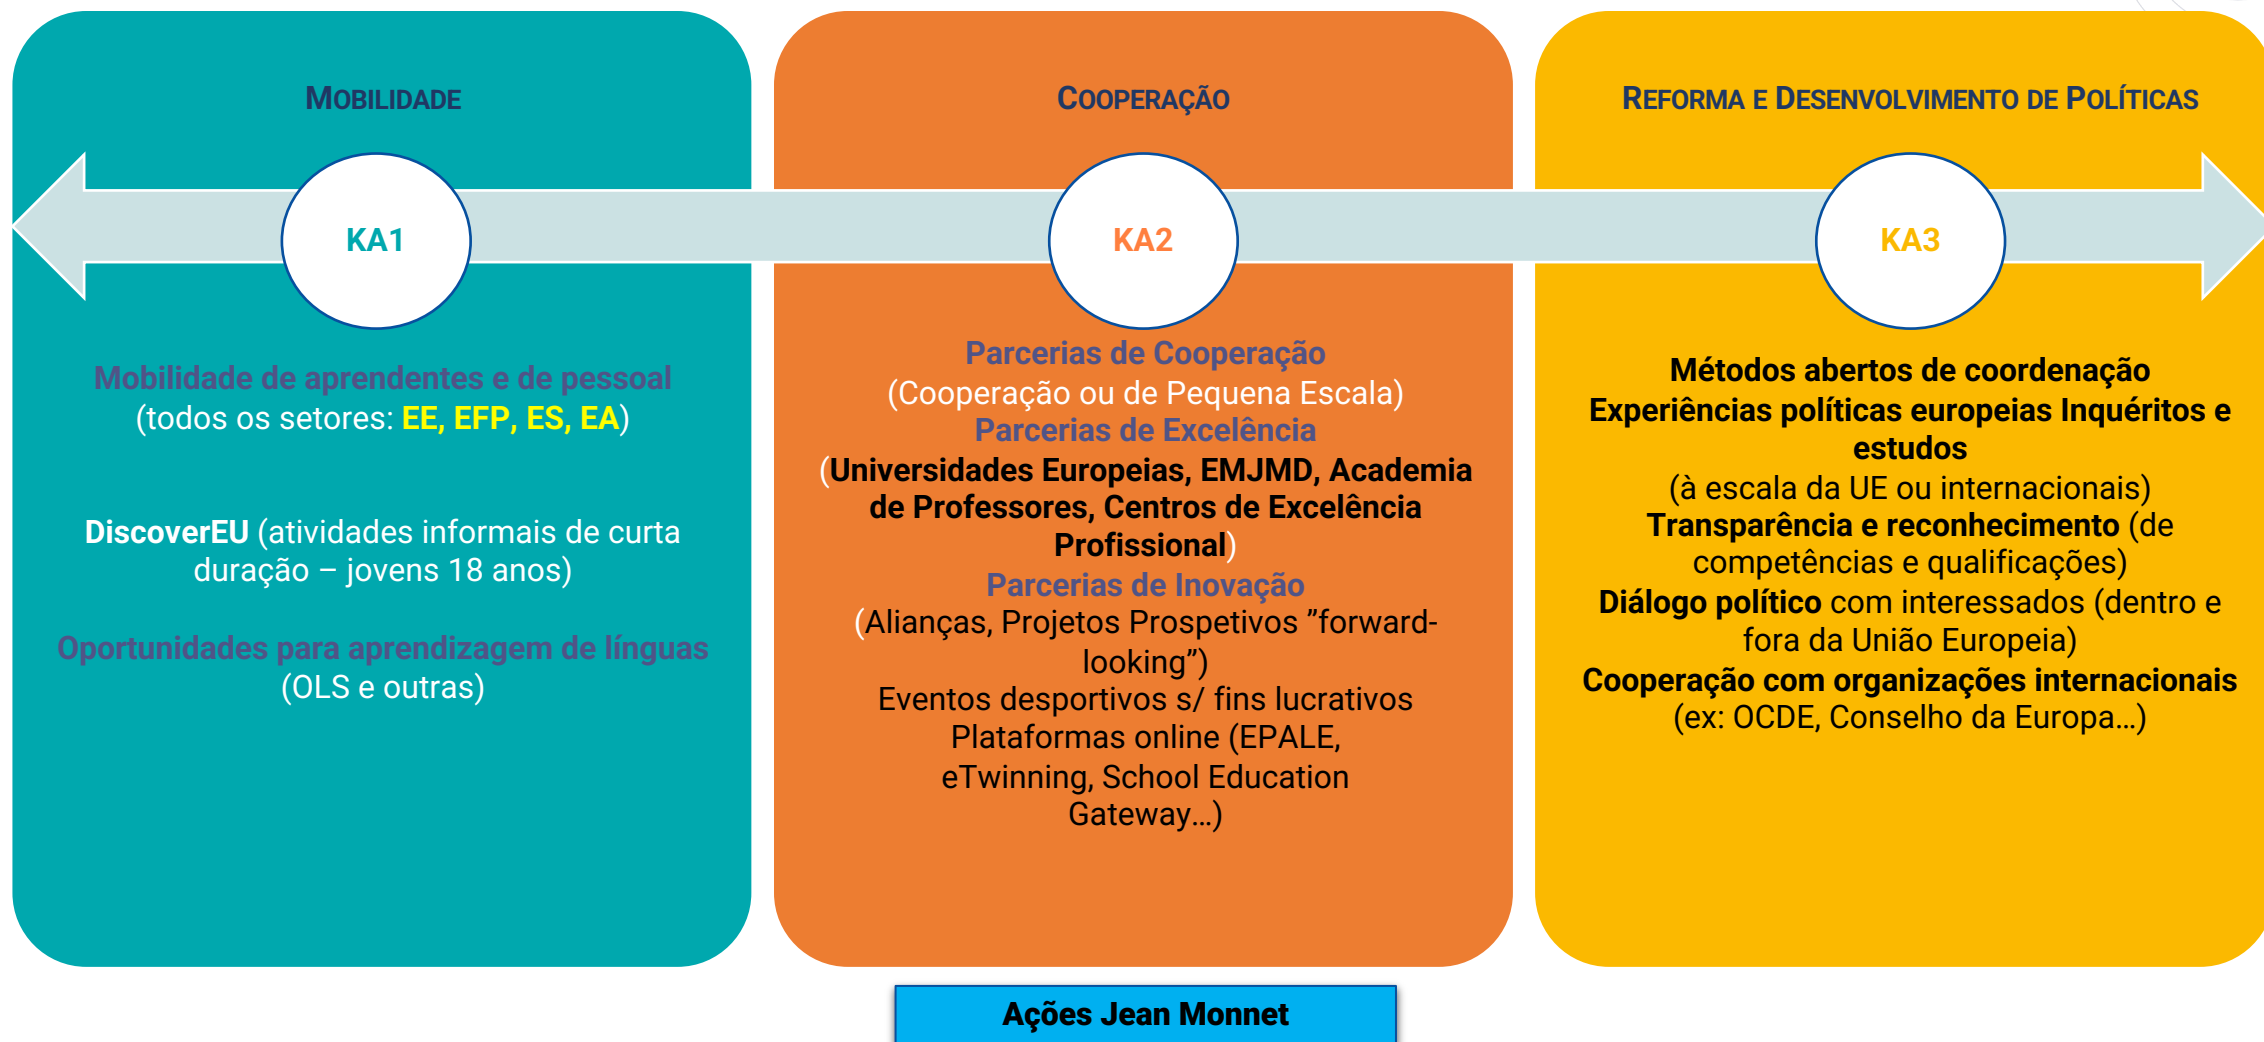 MOBILIDADE
KA1
Mobilidade de aprendentes e de pessoal
(todos os setores: EE, EFP, ES, EA)
DiscoverEU (atividades informais de curta
duração – jovens 18 anos)
Oportunidades para aprendizagem de línguas
(OLS e outras)
COOPERAÇÃO
KA2
Parcerias de Cooperação
(Cooperação ou de Pequena Escala)
Parcerias de Excelência
(Universidades Europeias, EMJMD, Academia
de Professores, Centros de Excelência
Profissional)
Parcerias de Inovação
(Alianças, Projetos Prospetivos ”forward-
looking”)
Eventos desportivos s/ fins lucrativos
Plataformas online (EPALE,
eTwinning, School Education
Gateway…)
REFORMA E DESENVOLVIMENTO DE POLÍTICAS
KA3
Métodos abertos de coordenação
Experiências políticas europeias Inquéritos e
estudos
(à escala da UE ou internacionais)
Transparência e reconhecimento (de
competências e qualificações)
Diálogo político com interessados (dentro e
fora da União Europeia)
Cooperação com organizações internacionais
(ex: OCDE, Conselho da Europa…)
Ações Jean Monnet